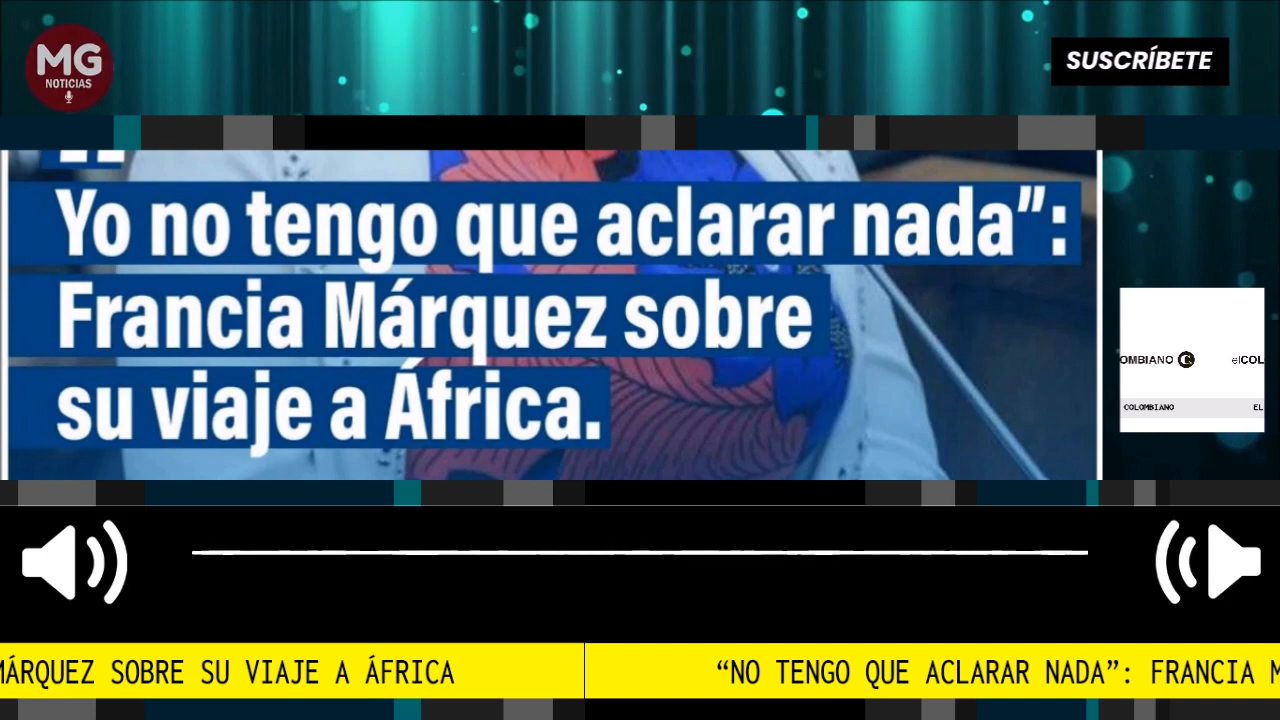 MG
NOTICIAS
SUSCRÍBETE
Yo no tengo que aclarar nada”:
Francia Márquez sobre
su viaje a África.
OMBIANO
elCOL
COLOMBIANO
EL
MÁRQUEZ SOBRE SU VIAJE A ÁFRICA
“NO TENGO QUE ACLARAR NADA”: FRANCIA M